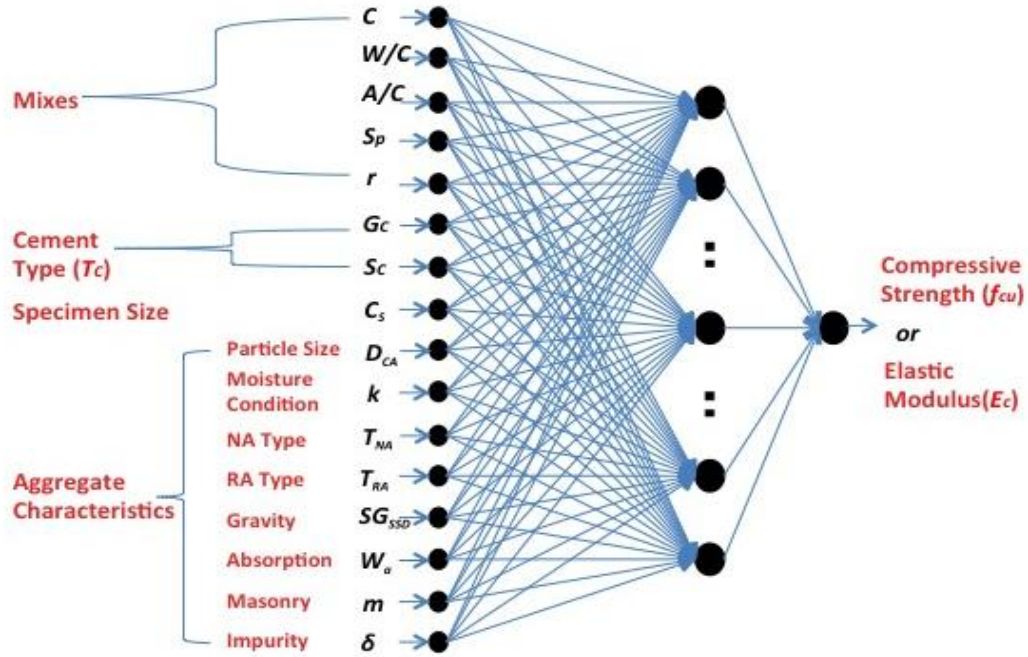 C
W/C
A/C
Mixes
Sp
r
Gc
Cement
Type (Tc)
Sc
Specimen Size
Cs
Particle Size DCA
Moisture
Condition
k
NA Type TNA
RA Type TRA
Aggregate
Characteristics
Gravity SGSSD
Absorption Wa
Masonry m
Impurity δ
Compressive
Strength (fcu)
or
Elastic
Modulus(Ec)